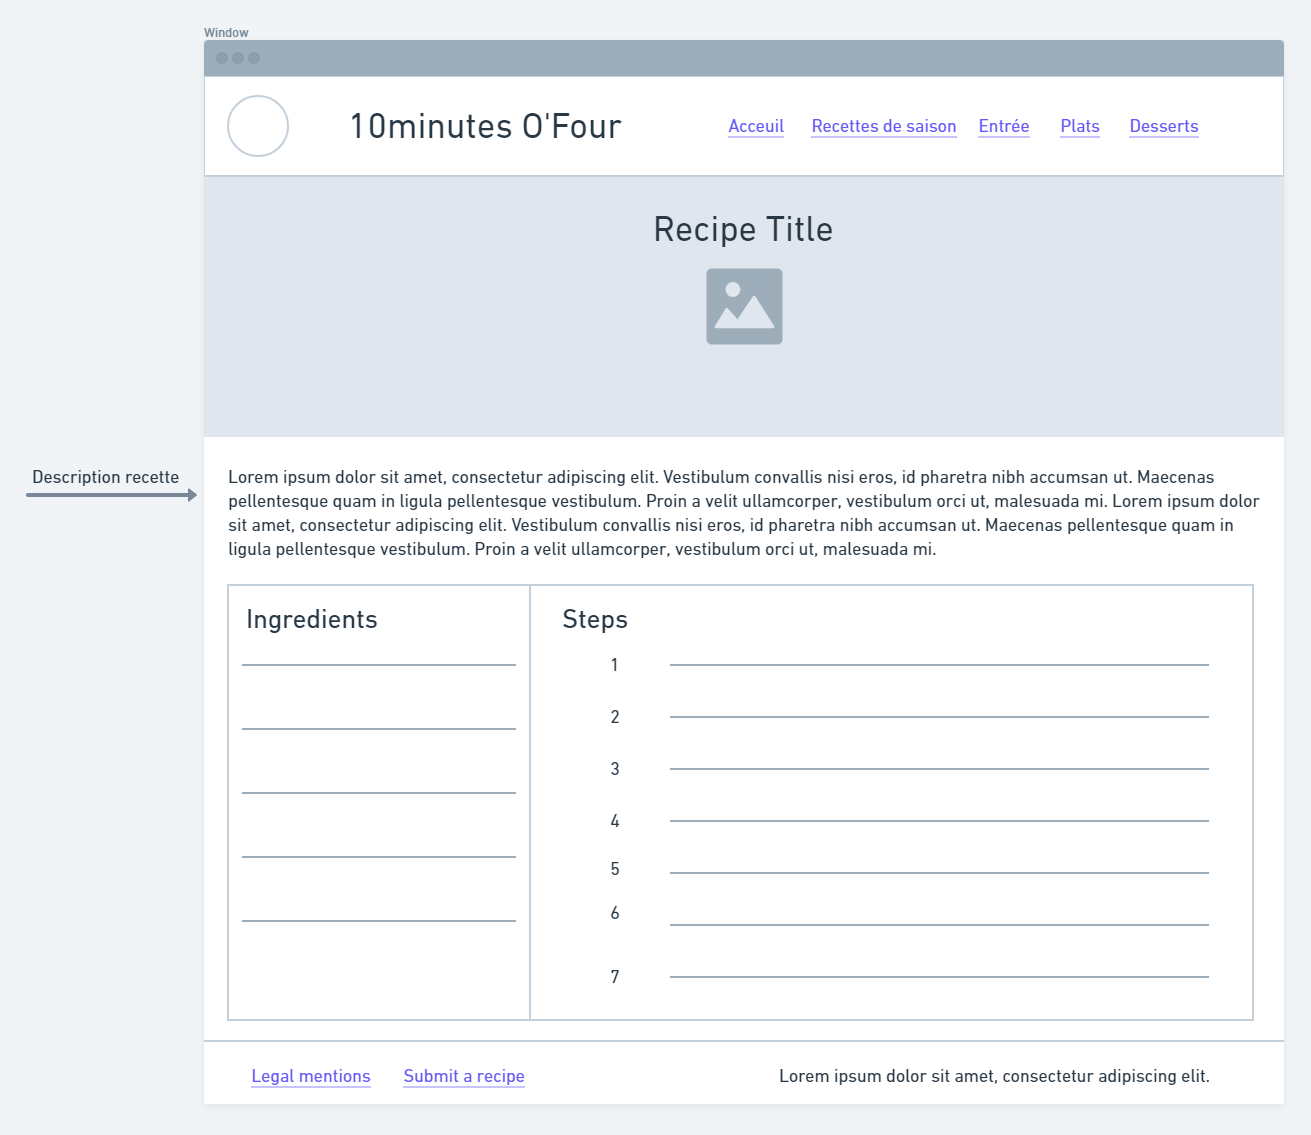 Window
10minutes O'Four
Acceuil Recettes de saison Entrée Plats Desserts
Recipe Title
Description recette
Lorem ipsum dolor sit amet, consectetur adipiscing elit. Vestibulum convallis nisi eros, id pharetra nibh accumsan ut. Maecenas
pellentesque quam in ligula pellentesque vestibulum. Proin a velit ullamcorper, vestibulum orci ut, malesuada mi. Lorem ipsum dolor
sit amet, consectetur adipiscing elit. Vestibulum convallis nisi eros, id pharetra nibh accumsan ut. Maecenas pellentesque quam in
ligula pellentesque vestibulum. Proin a velit ullamcorper, vestibulum orci ut, malesuada mi.
Ingredients
Steps
1
2
3
4
5
6
7
Legal mentions Submit a recipe
Lorem ipsum dolor sit amet, consectetur adipiscing elit.